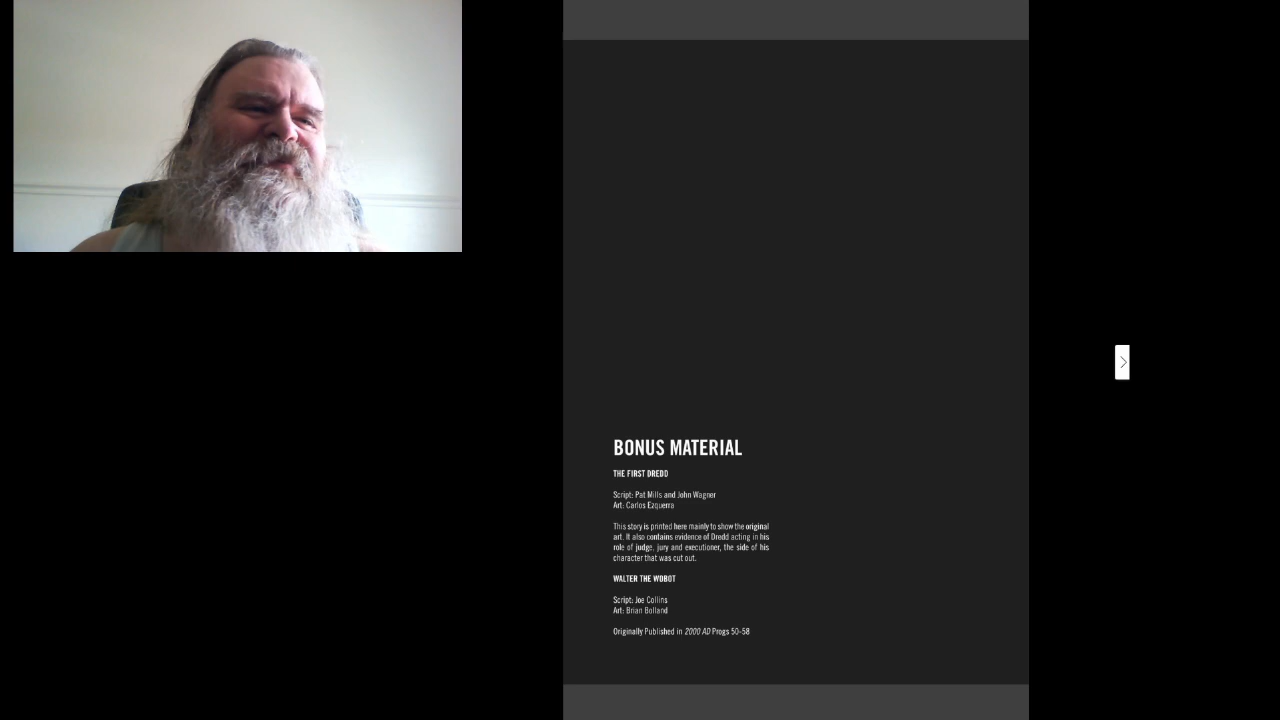 BONUS MATERIAL
THE FIRST DREDD
Script: Pat Mills and John Wagner
Art: Carlos Ezquerra
This story is printed here mainly to show the original
art. It also contains evidence of Dredd acting in his
role of judge, jury and executioner, the side of his
character that was cut out.
WALTER THE WOBOT
Script: Joe Collins
Art: Brian Bolland
Originally Published in 2000 AD Progs 50-58